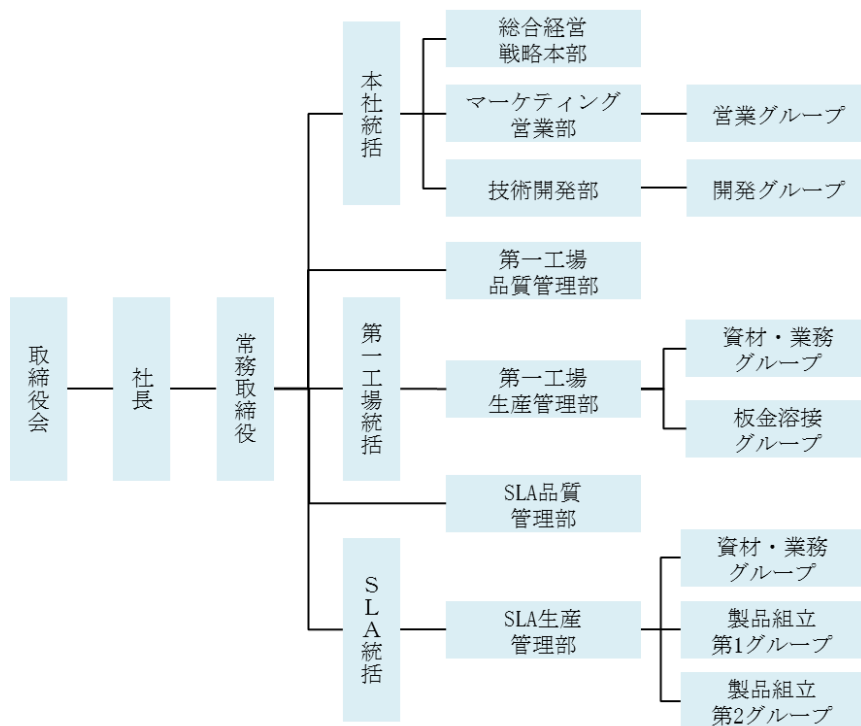 取締役会
社長
常務取締役
本社統括
総合経営
戦略本部
マーケティング
営業部
営業グループ
技術開発部
開発グループ
第一工場
品質管理部
第一工場統括
第一工場
生産管理部
資材・業務
グループ
板金溶接
グループ
SLA品質
管理部
SLA統括
SLA生産
管理部
資材・業務
グループ
製品組立
第1グループ
製品組立
第2グループ